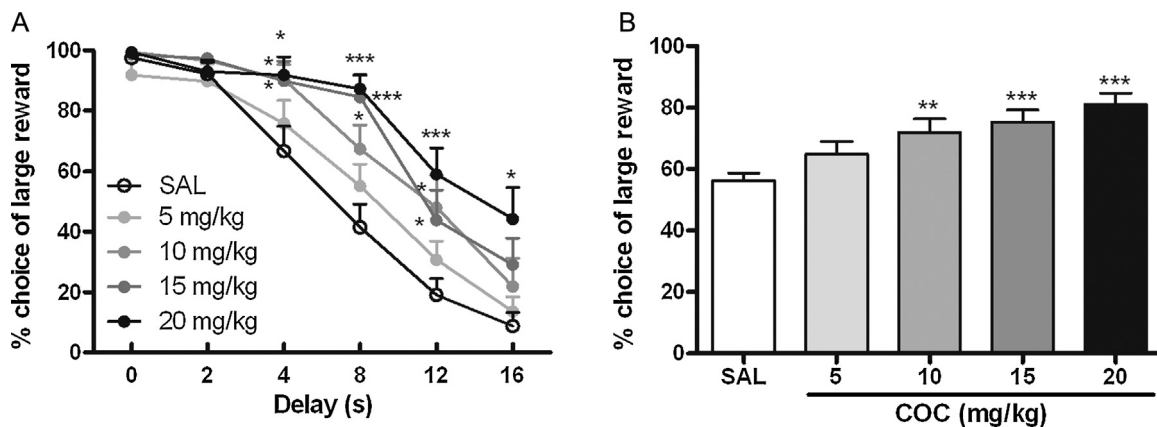 A
% choice of large reward
100
80
60
40
20
0
*
*
*
***
***
*
***
*
*
*
SAL
5 mg/kg
10 mg/kg
15 mg/kg
20 mg/kg
0 2 4 8 12 16
Delay (s)
B
% choice of large reward
100
80
60
40
20
0
**
***
***
SAL 5 10 15 20
COC (mg/kg)